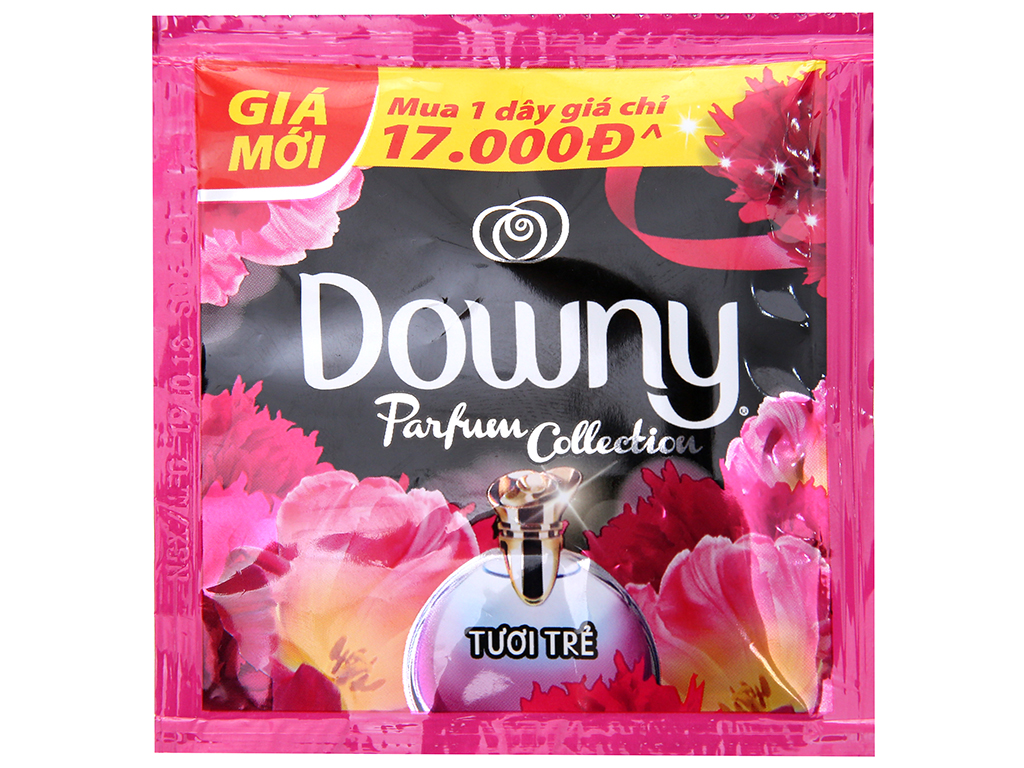 GIÁ
MỚI
Mua 1 dây giá chỉ
17.000Đ^
Downy®
Parfum
Collection
TƯƠI TRẺ